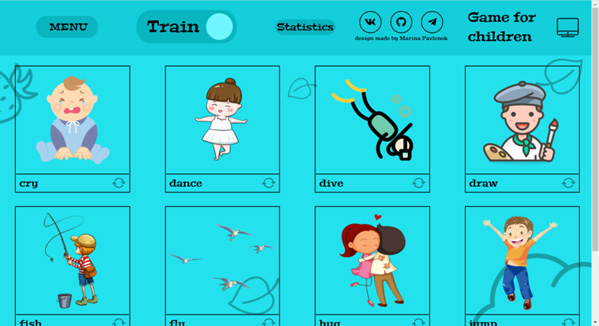 MENU
Train
Statistics
design made by Marina Pavlenok
Game for
children
cry
dance
dive
draw
fish
fly
hug
jump